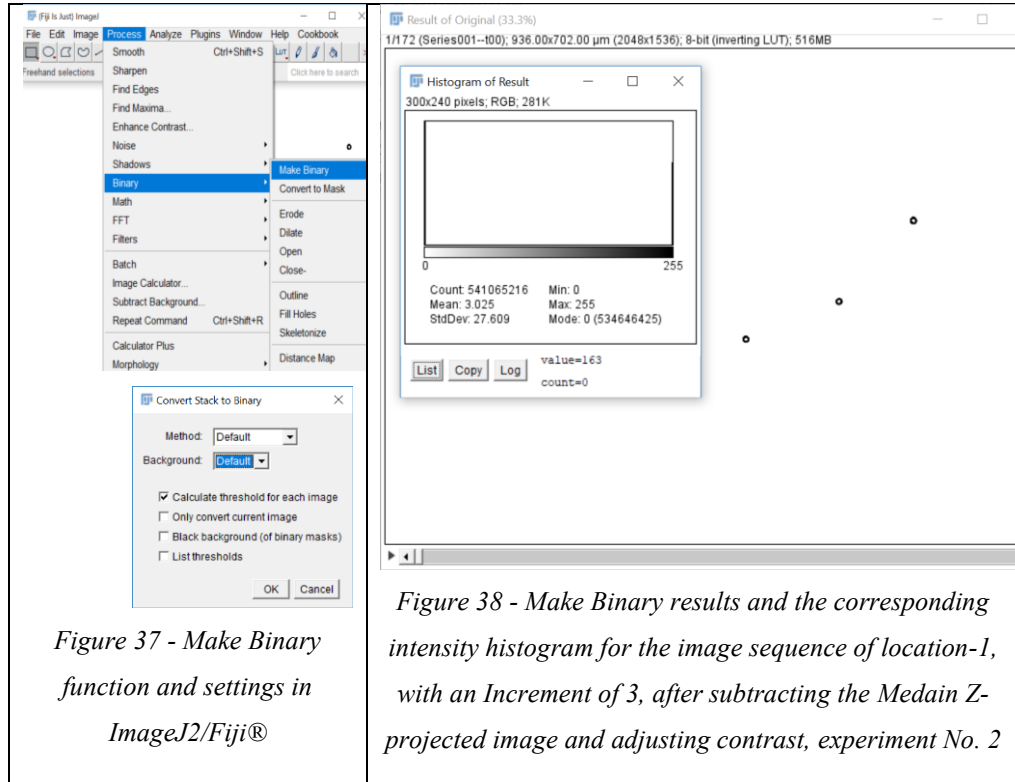 (Fiji Is Just) ImageJ
File Edit Image Process Analyze Plugins Window Help Cookbook
LUT
Freehand selections
Click here to search
Smooth Ctrl+Shift+S
Sharpen
Find Edges
Find Maxima...
Enhance Contrast...
Noise
Shadows
Binary
Math
FFT
Filters
Batch
Image Calculator...
Subtract Background...
Repeat Command Ctrl+Shift+R
Calculator Plus
Morphology
Make Binary
Convert to Mask
Erode
Dilate
Open
Close-
Outline
Fill Holes
Skeletonize
Distance Map
Convert Stack to Binary
Method: Default
Background: Default
Calculate threshold for each image
Only convert current image
Black background (of binary masks)
List thresholds
OK Cancel
Figure 37 - Make Binary
function and settings in
ImageJ2/Fiji®
Result of Original (33.3%)
1/172 (Series001--t00); 936.00x702.00 µm (2048x1536); 8-bit (inverting LUT); 516MB
Histogram of Result
300x240 pixels; RGB; 281K
0 255
Count: 541065216 Min: 0
Mean: 3.025 Max: 255
StdDev: 27.609 Mode: 0 (534646425)
List Copy Log
value=163
count=0
Figure 38 - Make Binary results and the corresponding
intensity histogram for the image sequence of location-1,
with an Increment of 3, after subtracting the Medain Z-
projected image and adjusting contrast, experiment No. 2